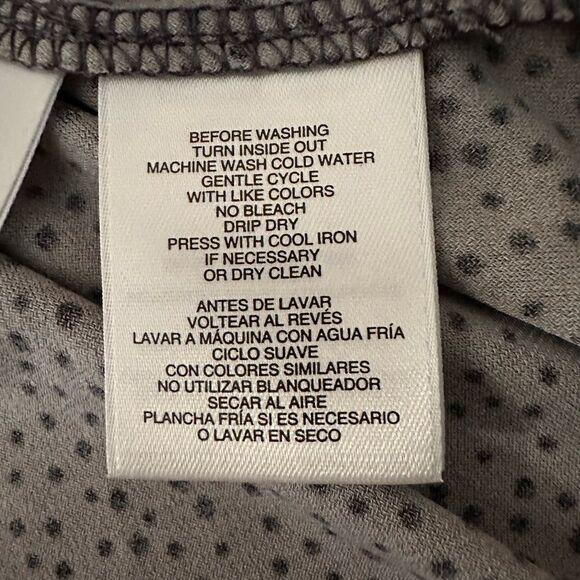 BEFORE WASHING
TURN INSIDE OUT
MACHINE WASH COLD WATER
GENTLE CYCLE
WITH LIKE COLORS
NO BLEACH
DRIP DRY
PRESS WITH COOL IRON
IF NECESSARY
OR DRY CLEAN
ANTES DE LAVAR
VOLTEAR AL REVÉS
LAVAR A MÁQUINA CON AGUA FRÍA
CICLO SUAVE
CON COLORES SIMILARES
NO UTILIZAR BLANQUEADOR
SECAR AL AIRE
PLANCHA FRÍA SI ES NECESARIO
O LAVAR EN SECO